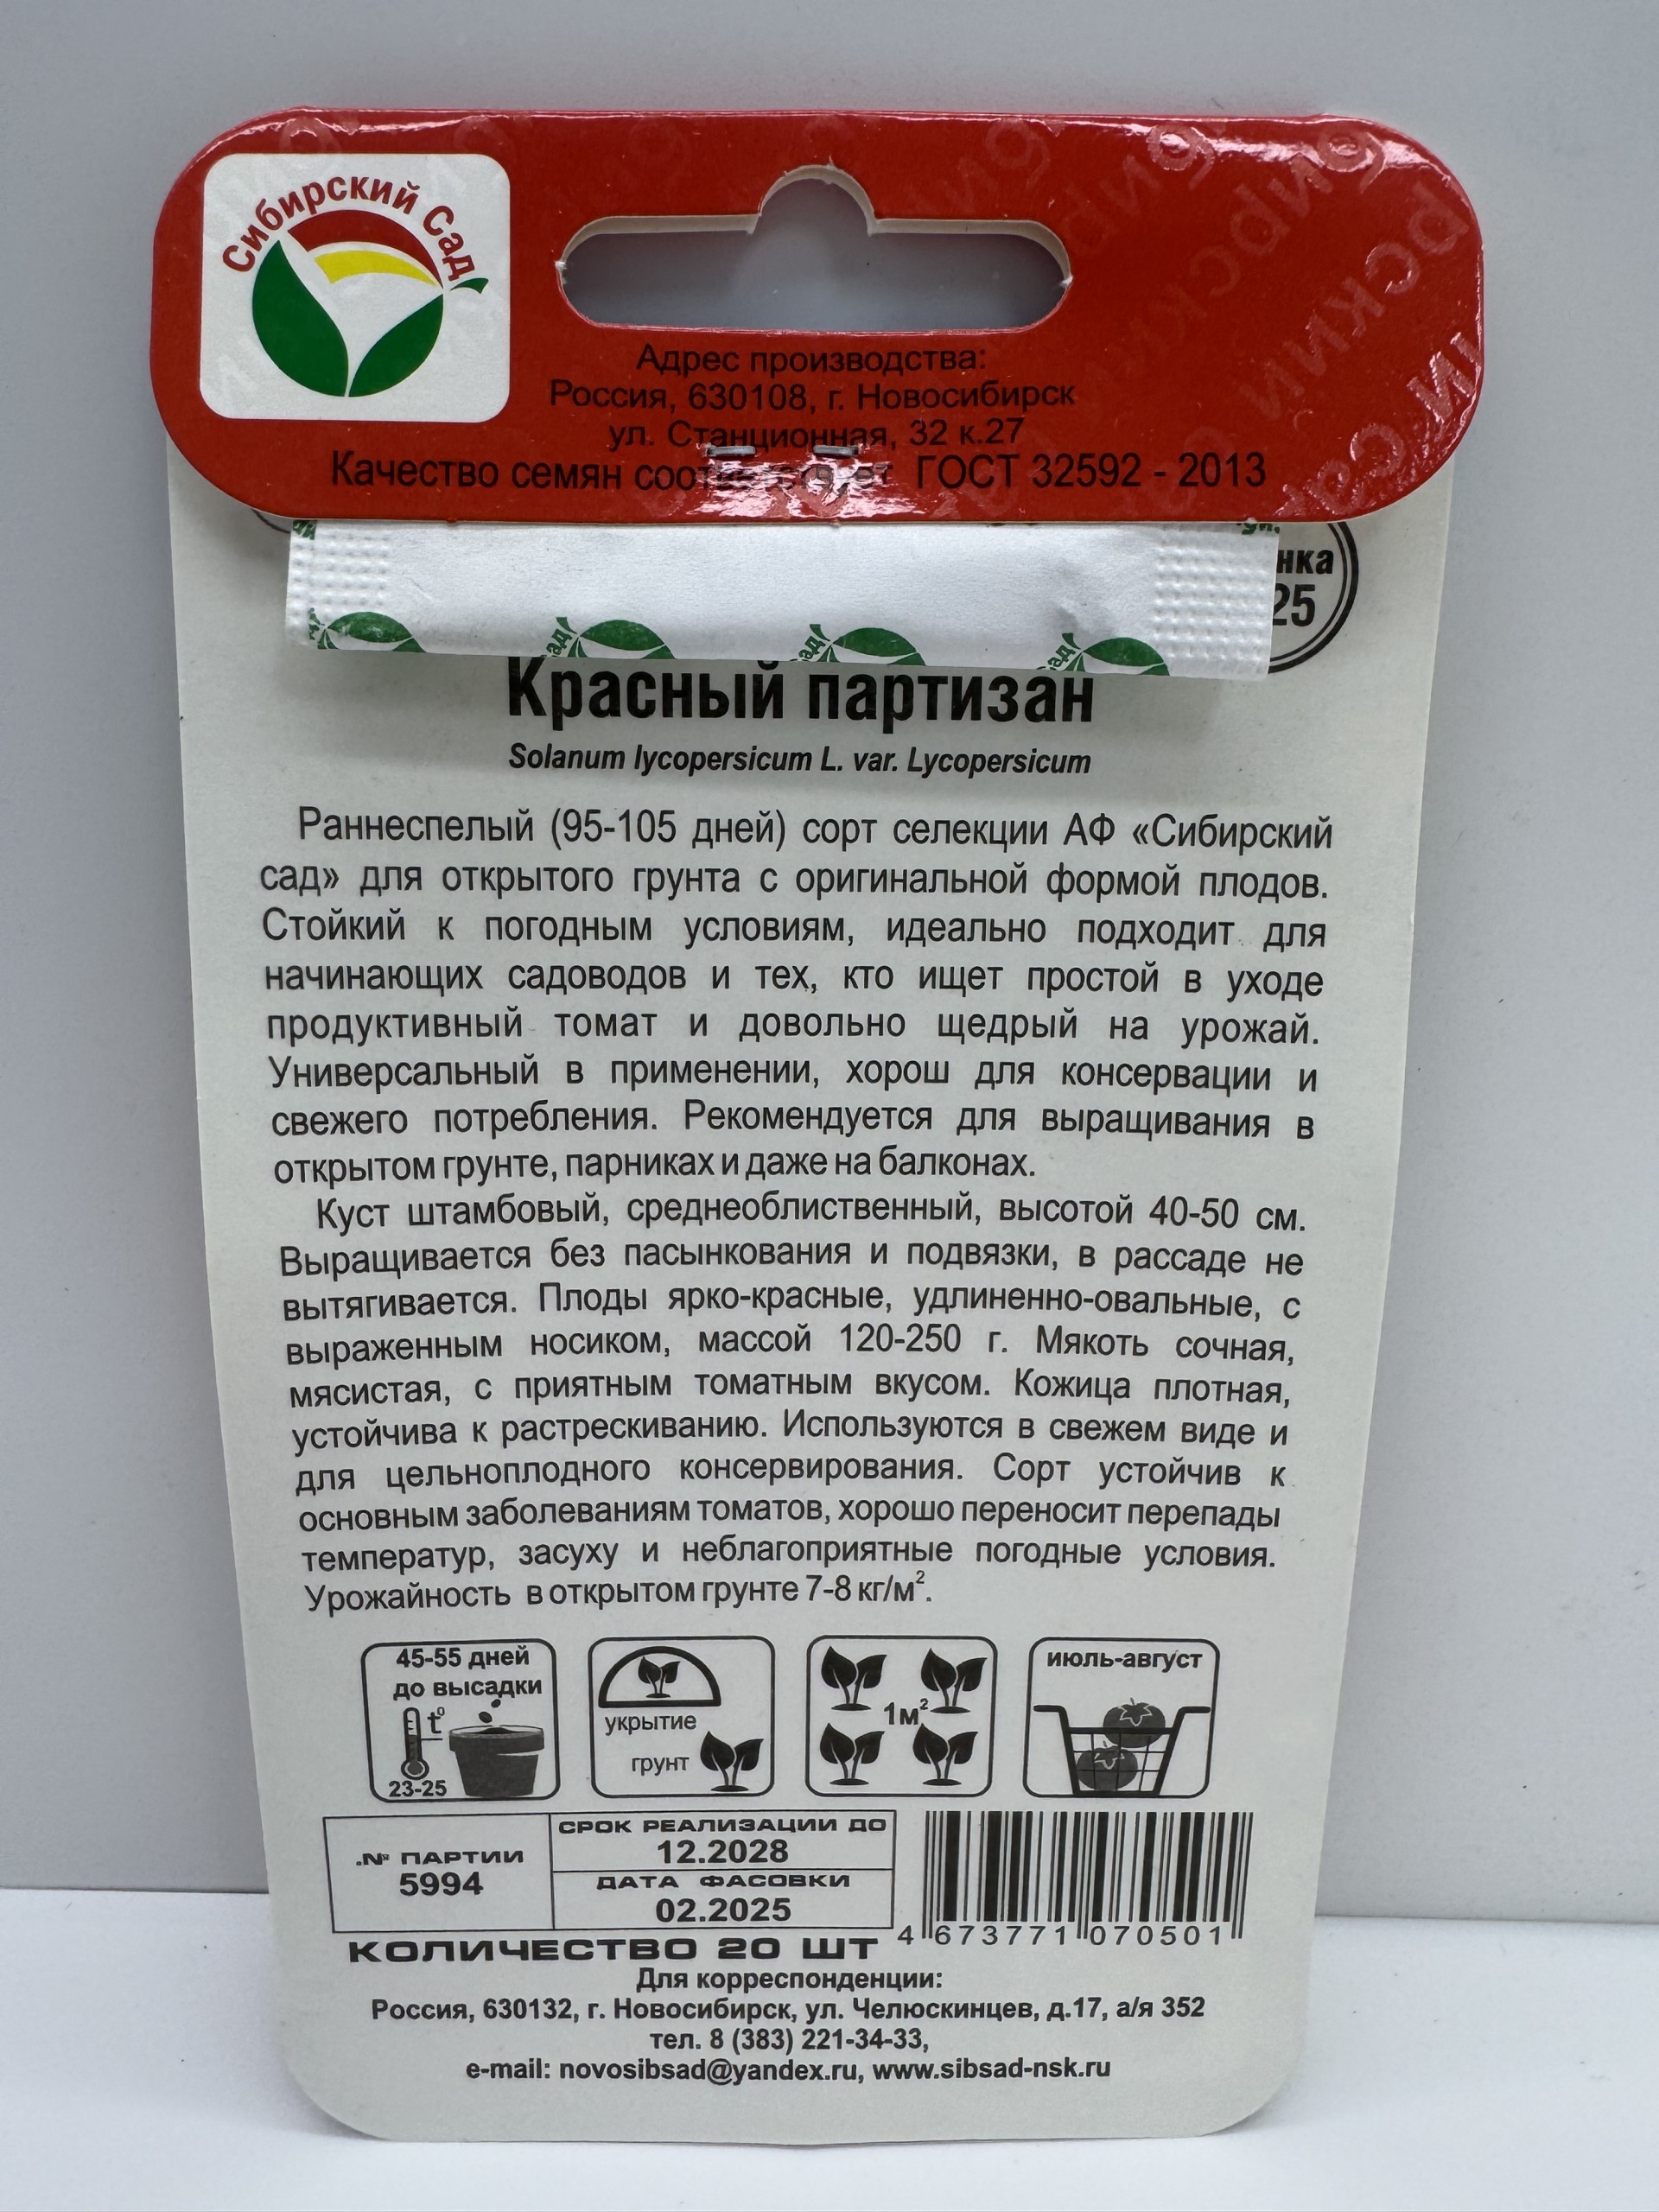 Сибирский Сад
Адрес производства:
Россия, 630108, г. Новосибирск
ул. Станционная, 32 к.27
Качество семян соответствует ГОСТ 32592 - 2013
нка
25
Красный партизан
Solanum lycopersicum L. var. Lycopersicum
Раннеспелый (95-105 дней) сорт селекции АФ «Сибирский
сад» для открытого грунта с оригинальной формой плодов.
Стойкий к погодным условиям, идеально подходит для
начинающих садоводов и тех, кто ищет простой в уходе
продуктивный томат и довольно щедрый на урожай.
Универсальный в применении, хорош для консервации и
свежего потребления. Рекомендуется для выращивания в
открытом грунте, парниках и даже на балконах.
Куст штамбовый, среднеоблиственный, высотой 40-50 см.
Выращивается без пасынкования и подвязки, в рассаде не
вытягивается. Плоды ярко-красные, удлиненно-овальные, с
выраженным носиком, массой 120-250 г. Мякоть сочная,
мясистая, с приятным томатным вкусом. Кожица плотная,
устойчива к растрескиванию. Используются в свежем виде и
для цельноплодного консервирования. Сорт устойчив к
основным заболеваниям томатов, хорошо переносит перепады
температур, засуху и неблагоприятные погодные условия.
Урожайность в открытом грунте 7-8 кг/м².
45-55 дней
до высадки
t°
23-25
укрытие
грунт
1м²
июль-август
№ ПАРТИИ
5994
СРОК РЕАЛИЗАЦИИ ДО
12.2028
ДАТА ФАСОВКИ
02.2025
4 673771 070501
КОЛИЧЕСТВО 20 ШТ
Для корреспонденции:
Россия, 630132, г. Новосибирск, ул. Челюскинцев, д.17, а/я 352
тел. 8 (383) 221-34-33,
e-mail: novosibsad@yandex.ru, www.sibsad-nsk.ru